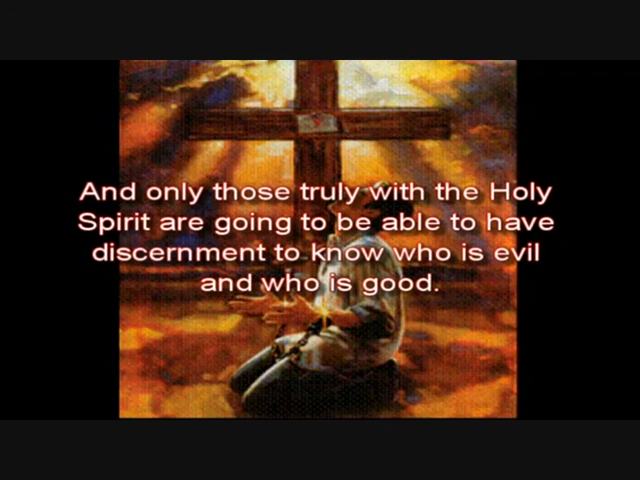 And only those truly with the Holy
Spirit are going to be able to have
discernment to know who is evil
and who is good.